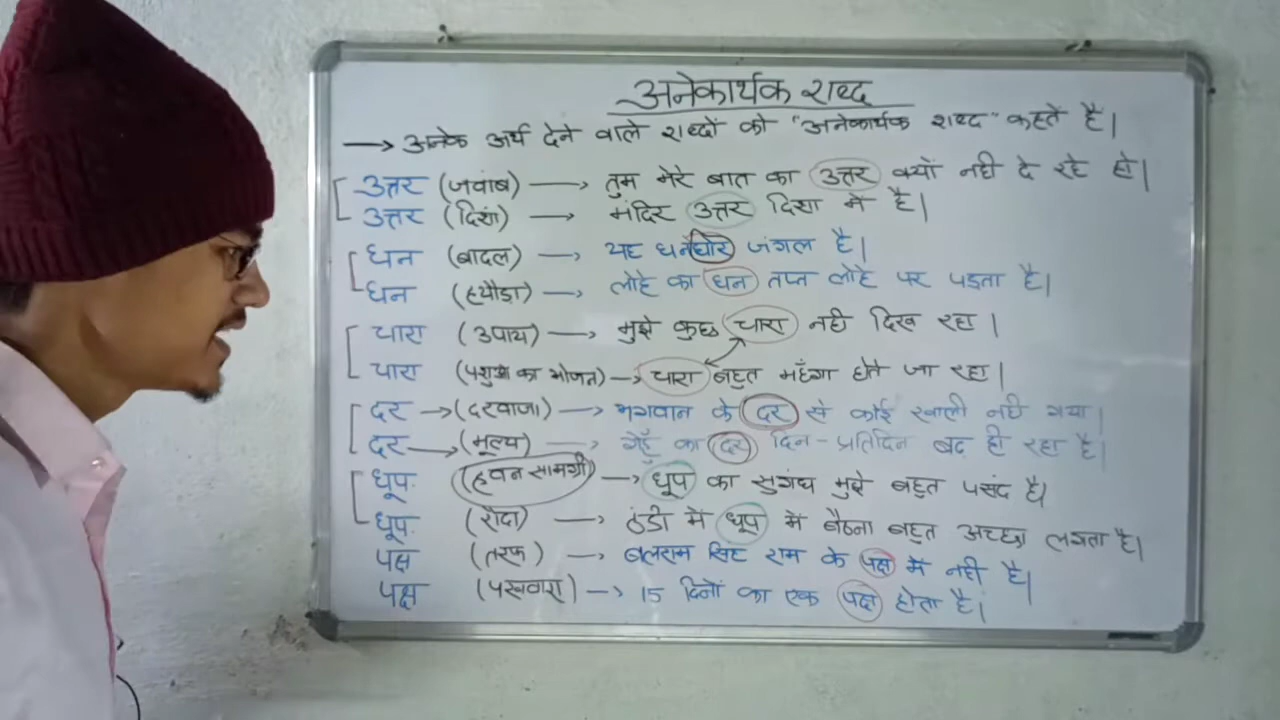 अनेकार्थक शब्द
→ अनेक अर्थ देने वाले शब्दों को "अनेकार्थक शब्द" कहते है।
उत्तर (जवाब) → तुम मेरे बात का उत्तर क्यों नही दे रहे हो।
उत्तर (दिशा) → मंदिर उत्तर दिशा में है।
घन (बादल) → यह घनघोर जंगल है।
घन (हथौडा) → लोहे का घन तप्त लोहे पर पड़ता है।
चारा (उपाय) → मुझे कुछ चारा नही दिख रहा।
चारा (पशुओ का भोजन) → चारा बहुत महँगा होते जा रहा।
दर → (दरवाजा) → भगवान के दर से कोई खाली नही गया।
दर → (मूल्य) → गेहूँ का दर दिन-प्रतिदिन बढ़ ही रहा है।
धूप (हवन सामग्री) → धूप का सुगंध मुझे बहुत पसंद है।
धूप (रौदा) → ठंडी में धूप में बैठना बहुत अच्छा लगता है।
पक्ष (तरफ) → बलराम सिंह राम के पक्ष में नही है।
पक्ष (पखवारा) → 15 दिनों का एक पक्ष होता है।